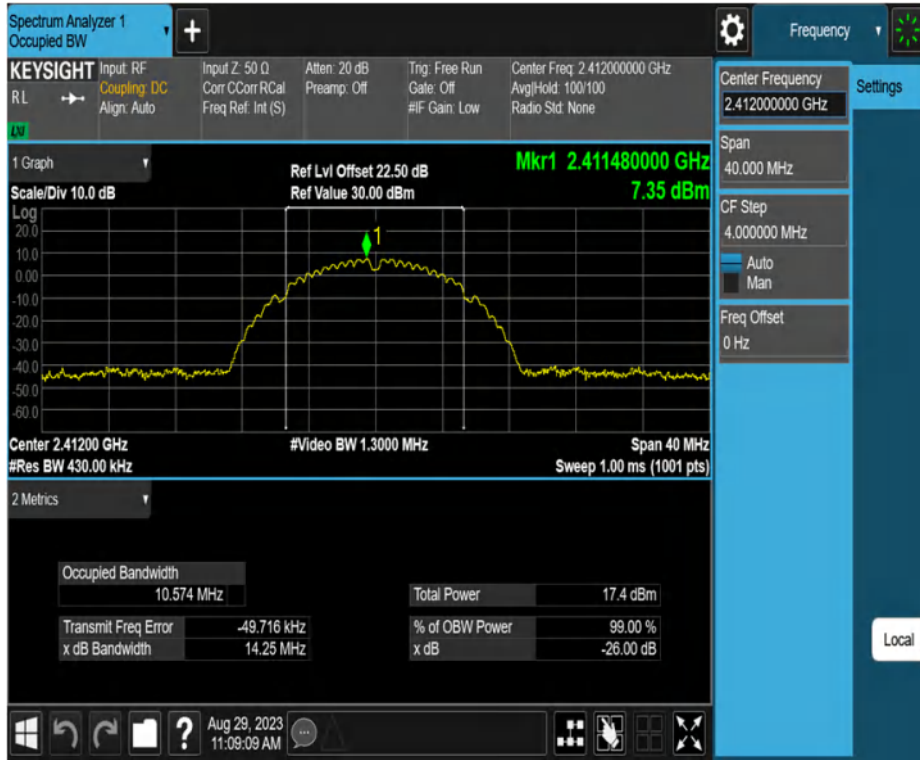 Spectrum Analyzer 1
Occupied BW
+
Frequency
KEYSIGHT
RL
LXI
Input: RF
Coupling: DC
Align: Auto
Input Z: 50 Ω
Corr CCorr RCal
Freq Ref: Int (S)
Atten: 20 dB
Preamp: Off
Trig: Free Run
Gate: Off
#IF Gain: Low
Center Freq: 2.412000000 GHz
Avg|Hold: 100/100
Radio Std: None
Center Frequency
2.412000000 GHz
Settings
Span
40.000 MHz
CF Step
4.000000 MHz
Auto
Man
Freq Offset
0 Hz
Local
1 Graph
Scale/Div 10.0 dB
Ref Lvl Offset 22.50 dB
Ref Value 30.00 dBm
Mkr1 2.411480000 GHz
7.35 dBm
Log
20.0
10.0
0.00
-10.0
-20.0
-30.0
-40.0
-50.0
-60.0
1
Center 2.41200 GHz
#Res BW 430.00 kHz
#Video BW 1.3000 MHz
Span 40 MHz
Sweep 1.00 ms (1001 pts)
2 Metrics
Occupied Bandwidth
10.574 MHz
Transmit Freq Error -49.716 kHz
x dB Bandwidth 14.25 MHz
Total Power 17.4 dBm
% of OBW Power 99.00 %
x dB -26.00 dB
?
Aug 29, 2023
11:09:09 AM